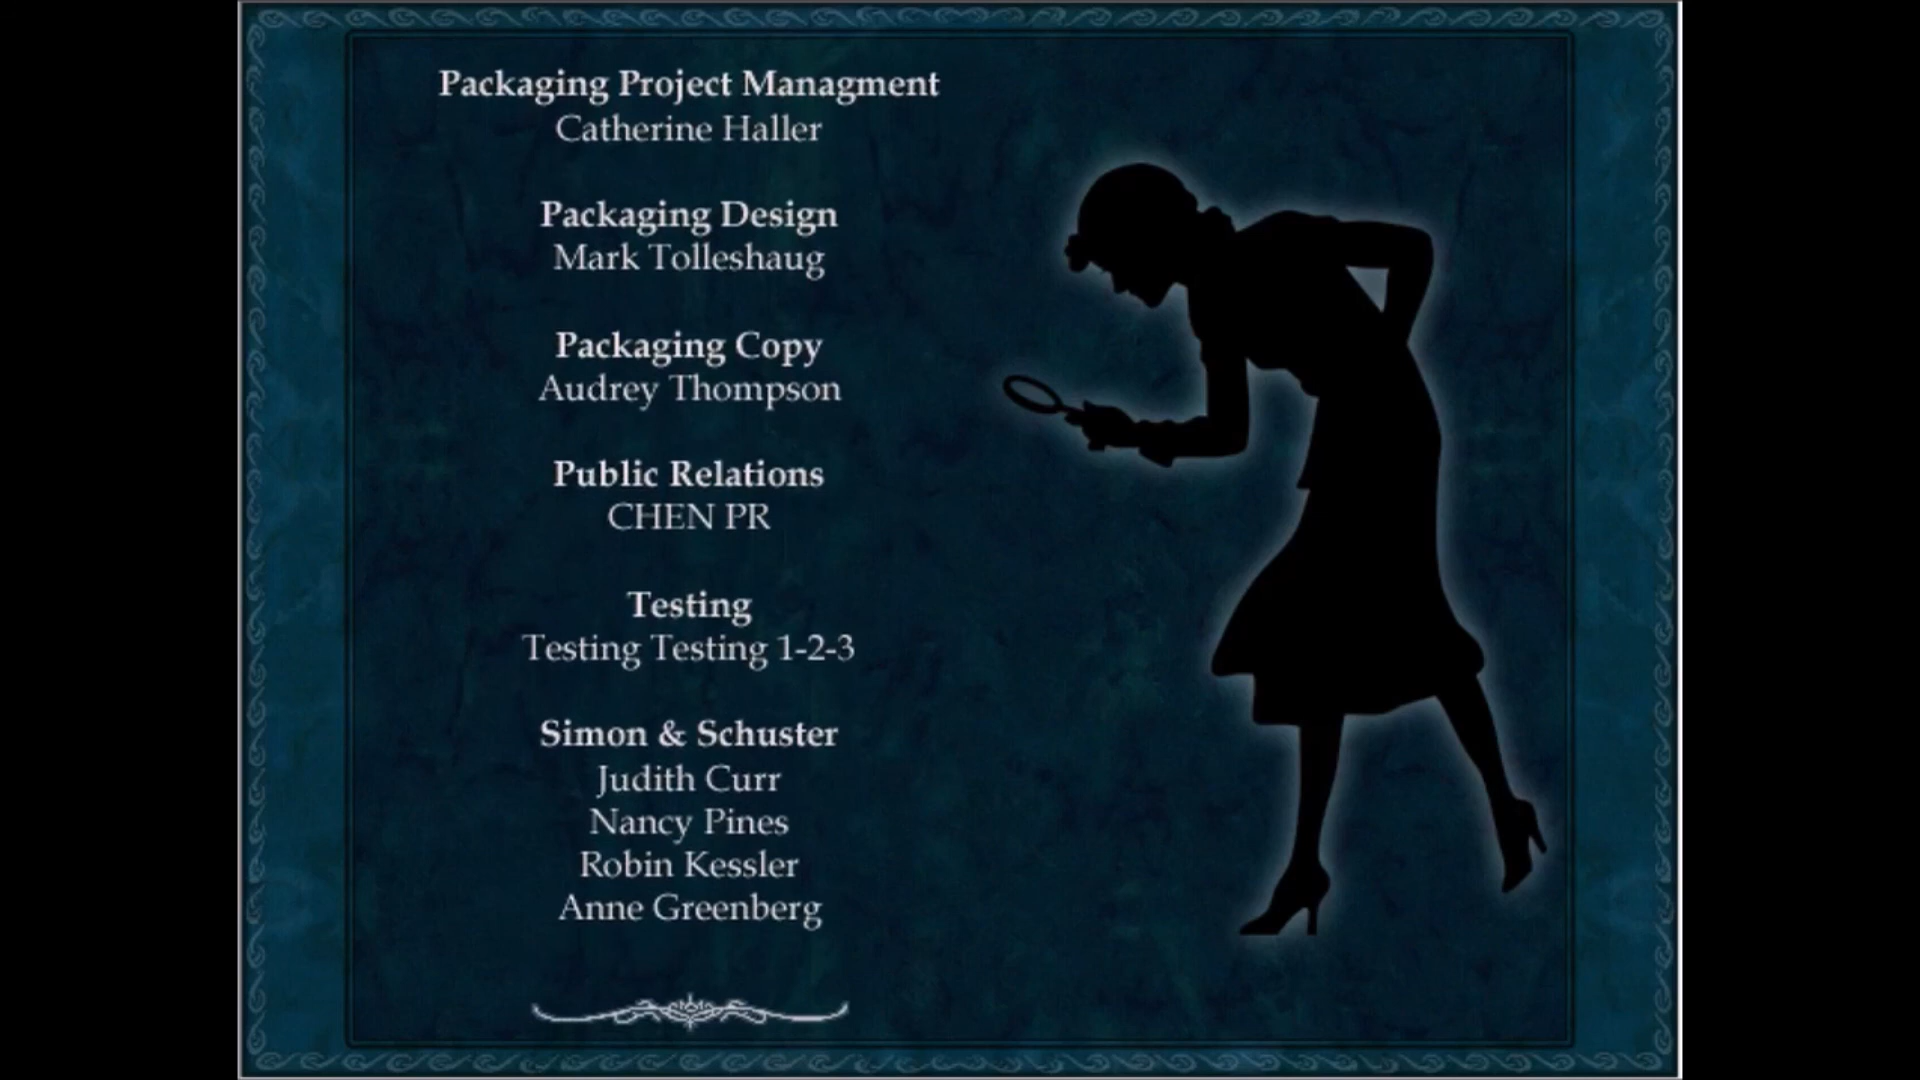 Packaging Project Managment
Catherine Haller
Packaging Design
Mark Tolleshaug
Packaging Copy
Audrey Thompson
Public Relations
CHEN PR
Testing
Testing Testing 1-2-3
Simon & Schuster
Judith Curr
Nancy Pines
Robin Kessler
Anne Greenberg